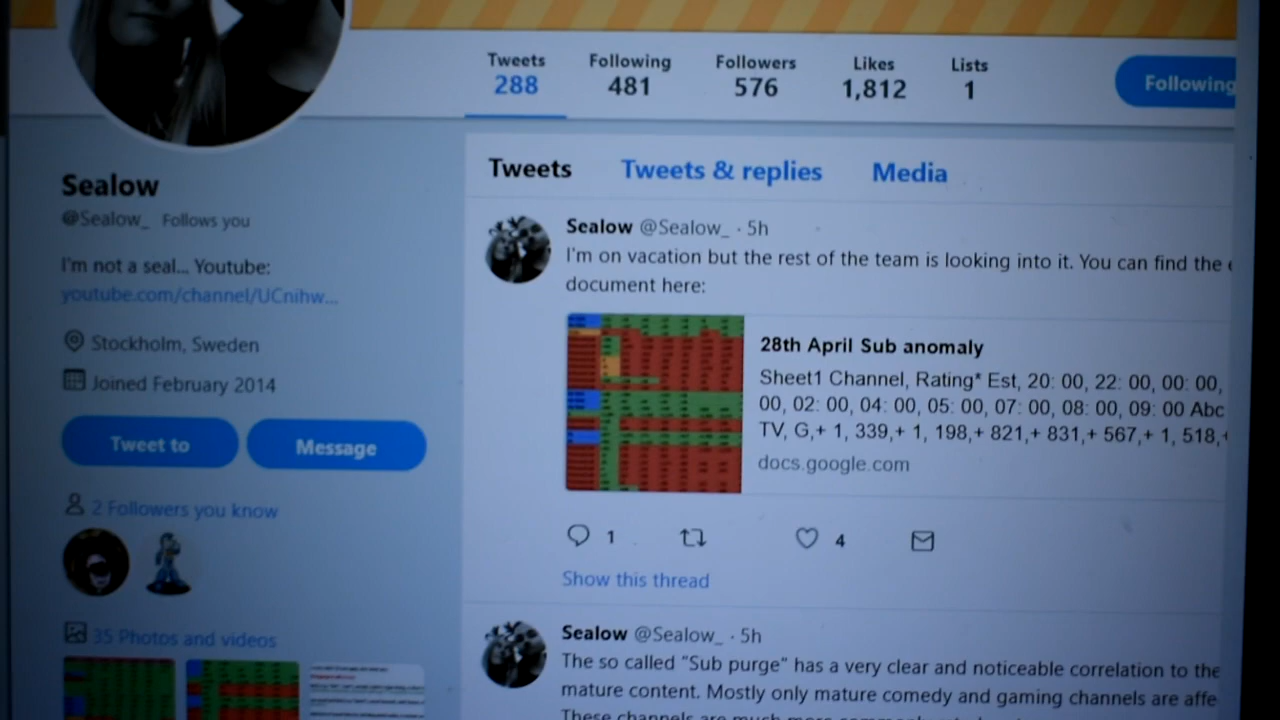 Tweets Following Followers Likes Lists
288 481 576 1,812 1
Following
Sealow
@Sealow_ Follows you
I'm not a seal... Youtube:
youtube.com/channel/UCnihw...
Stockholm, Sweden
Joined February 2014
Tweet to Message
2 Followers you know
35 Photos and videos
Tweets Tweets & replies Media
Sealow @Sealow_ · 5h
I'm on vacation but the rest of the team is looking into it. You can find the
document here:
28th April Sub anomaly
Sheet1 Channel, Rating* Est, 20: 00, 22: 00, 00: 00,
00, 02: 00, 04: 00, 05: 00, 07: 00, 08: 00, 09: 00 Abc
TV, G,+ 1, 339,+ 1, 198,+ 821,+ 831,+ 567,+ 1, 518,+
docs.google.com
1 4
Show this thread
Sealow @Sealow_ · 5h
The so called "Sub purge" has a very clear and noticeable correlation to the
mature content. Mostly only mature comedy and gaming channels are affe
These channels are much more